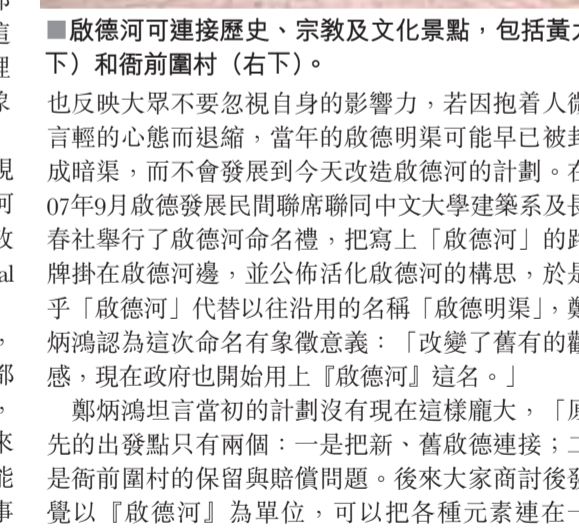 ■啟德河可連接歷史、宗教及文化景點，包括黃大
下）和衙前圍村（右下）。
也反映大眾不要忽視自身的影響力，若因抱着人微
言輕的心態而退縮，當年的啟德明渠可能早已被封
成暗渠，而不會發展到今天改造啟德河的計劃。在
07年9月啟德發展民間聯席聯同中文大學建築系及長
春社舉行了啟德河命名禮，把寫上「啟德河」的路
牌掛在啟德河邊，並公佈活化啟德河的構思，於是
乎「啟德河」代替以往沿用的名稱「啟德明渠」，鄭
炳鴻認為這次命名有象徵意義：「改變了舊有的觀
感，現在政府也開始用上『啟德河』這名。」
鄭炳鴻坦言當初的計劃沒有現在這樣龐大，「原
先的出發點只有兩個：一是把新、舊啟德連接；二
是衙前圍村的保留與賠償問題。後來大家商討後發
覺以『啟德河』為單位，可以把各種元素連在一